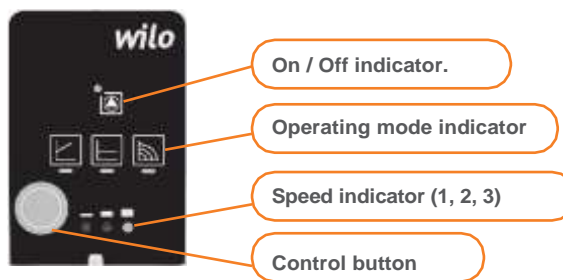 wilo
On / Off indicator.
Operating mode indicator
Speed indicator (1, 2, 3)
Control button